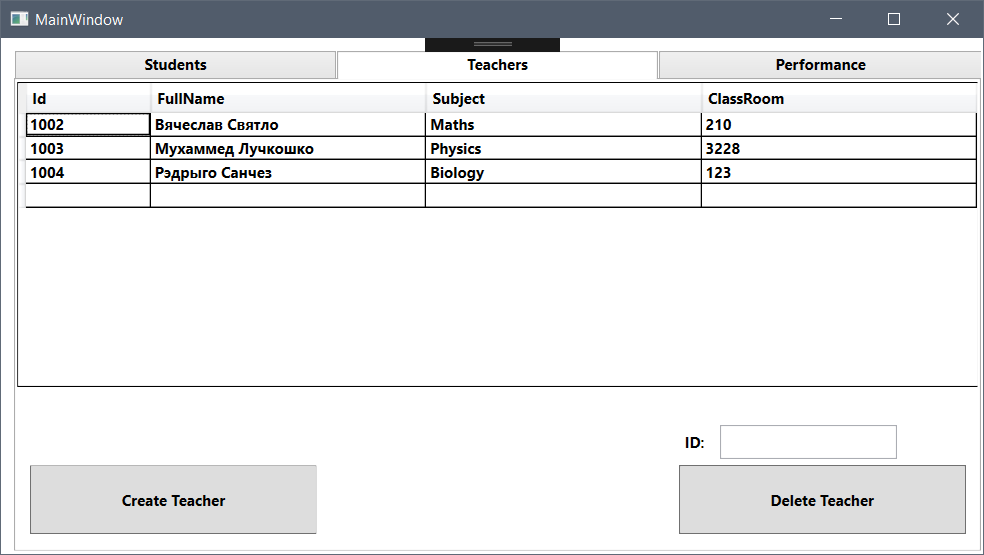 MainWindow
Students Teachers Performance
Id FullName Subject ClassRoom
1002 Вячеслав Святло Maths 210
1003 Мухаммед Лучкошко Physics 3228
1004 Рэдрыго Санчез Biology 123
ID:
Create Teacher Delete Teacher